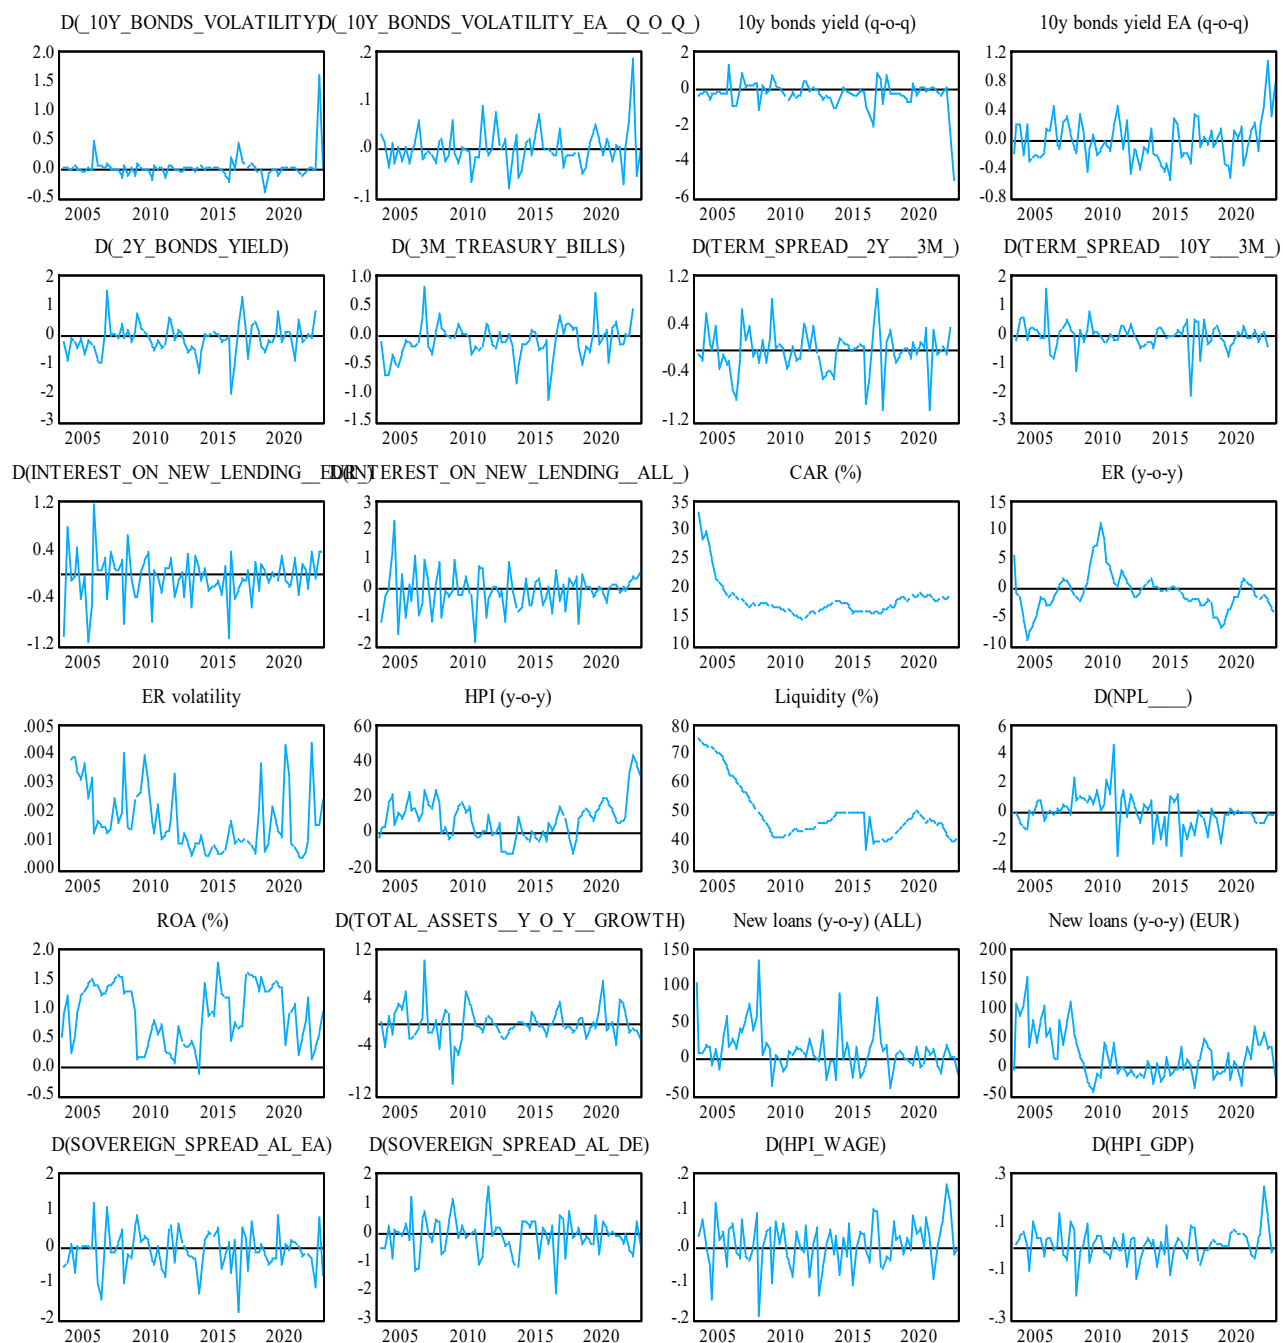 D(_10Y_BONDS_VOLATILITY) D(_10Y_BONDS_VOLATILITY_EA__Q_O_Q_) 10y bonds yield (q-o-q) 10y bonds yield EA (q-o-q)
2.0 1.5 1.0 0.5 0.0 -0.5 .2 .1 .0 -.1 2 0 -2 -4 -6 1.2 0.8 0.4 0.0 -0.4 -0.8
2005 2010 2015 2020 2005 2010 2015 2020 2005 2010 2015 2020 2005 2010 2015 2020
D(_2Y_BONDS_YIELD) D(_3M_TREASURY_BILLS) D(TERM_SPREAD__2Y___3M_) D(TERM_SPREAD__10Y___3M_)
2 1 0 -1 -2 -3 1.0 0.5 0.0 -0.5 -1.0 -1.5 1.2 0.4 -0.4 -1.2 2 1 0 -1 -2 -3
2005 2010 2015 2020 2005 2010 2015 2020 2005 2010 2015 2020 2005 2010 2015 2020
D(INTEREST_ON_NEW_LENDING__EUR_) D(INTEREST_ON_NEW_LENDING__ALL_) CAR (%) ER (y-o-y)
1.2 0.4 -0.4 -1.2 3 2 1 0 -1 -2 35 30 25 20 15 10 15 10 5 0 -5 -10
2005 2010 2015 2020 2005 2010 2015 2020 2005 2010 2015 2020 2005 2010 2015 2020
ER volatility HPI (y-o-y) Liquidity (%) D(NPL____)
.005 .004 .003 .002 .001 .000 60 40 20 0 -20 80 70 60 50 40 30 6 4 2 0 -2 -4
2005 2010 2015 2020 2005 2010 2015 2020 2005 2010 2015 2020 2005 2010 2015 2020
ROA (%) D(TOTAL_ASSETS__Y_O_Y__GROWTH) New loans (y-o-y) (ALL) New loans (y-o-y) (EUR)
2.0 1.5 1.0 0.5 0.0 -0.5 12 4 -4 -12 150 100 50 0 -50 200 150 100 50 0 -50
2005 2010 2015 2020 2005 2010 2015 2020 2005 2010 2015 2020 2005 2010 2015 2020
D(SOVEREIGN_SPREAD_AL_EA) D(SOVEREIGN_SPREAD_AL_DE) D(HPI_WAGE) D(HPI_GDP)
2 1 0 -1 -2 2 1 0 -1 -2 -3 .2 .1 .0 -.1 -.2 .3 .1 -.1 -.3
2005 2010 2015 2020 2005 2010 2015 2020 2005 2010 2015 2020 2005 2010 2015 2020